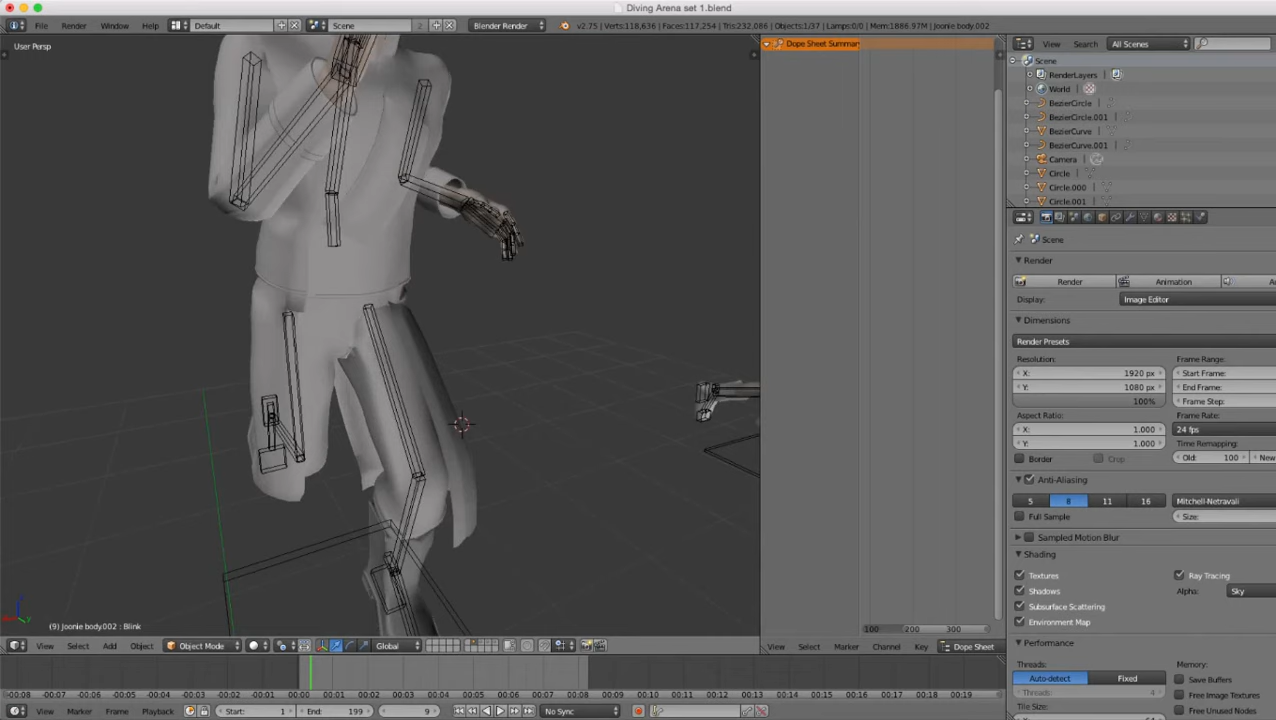 Diving Arena set 1.blend
File Render Window Help Default Scene 2 Blender Render v2.75 | Verts:118,636 | Faces:117,254 | Tris:232,086 | Objects:1/37 | Lamps:0/0 | Mem:1886.97M | Joonie body.002
User Persp
Dope Sheet Summary
View Search All Scenes
Scene
RenderLayers
World
BezierCircle
BezierCircle.001
BezierCurve
BezierCurve.001
Camera
Circle
Circle.000
Circle.001
Scene
Render
Render Animation
Display: Image Editor
Dimensions
Render Presets
Resolution: Frame Range:
X: 1920 px Start Frame:
Y: 1080 px End Frame:
100% Frame Step:
Aspect Ratio: Frame Rate:
X: 1.000 24 fps
Y: 1.000 Time Remapping:
Border Crop Old: 100 New
Anti-Aliasing
5 8 11 16 Mitchell-Netravali
Full Sample Size:
Sampled Motion Blur
Shading
Textures Ray Tracing
Shadows Alpha: Sky
Subsurface Scattering
Environment Map
Performance
Threads: Memory:
Auto-detect Fixed Save Buffers
Threads: 4 Free Image Textures
Tile Size: Free Unused Nodes
100 200 300
(9) Joonie body.002 : Blink
View Select Add Object Object Mode Global
View Select Marker Channel Key Dope Sheet
-00:08 -00:07 -00:06 -00:05 -00:04 -00:03 -00:02 -00:01 00:00 00:01 00:02 00:03 00:04 00:05 00:06 00:07 00:08 00:09 00:10 00:11 00:12 00:13 00:14 00:15 00:16 00:17 00:18 00:19
View Marker Frame Playback Start: 1 End: 199 9 No Sync